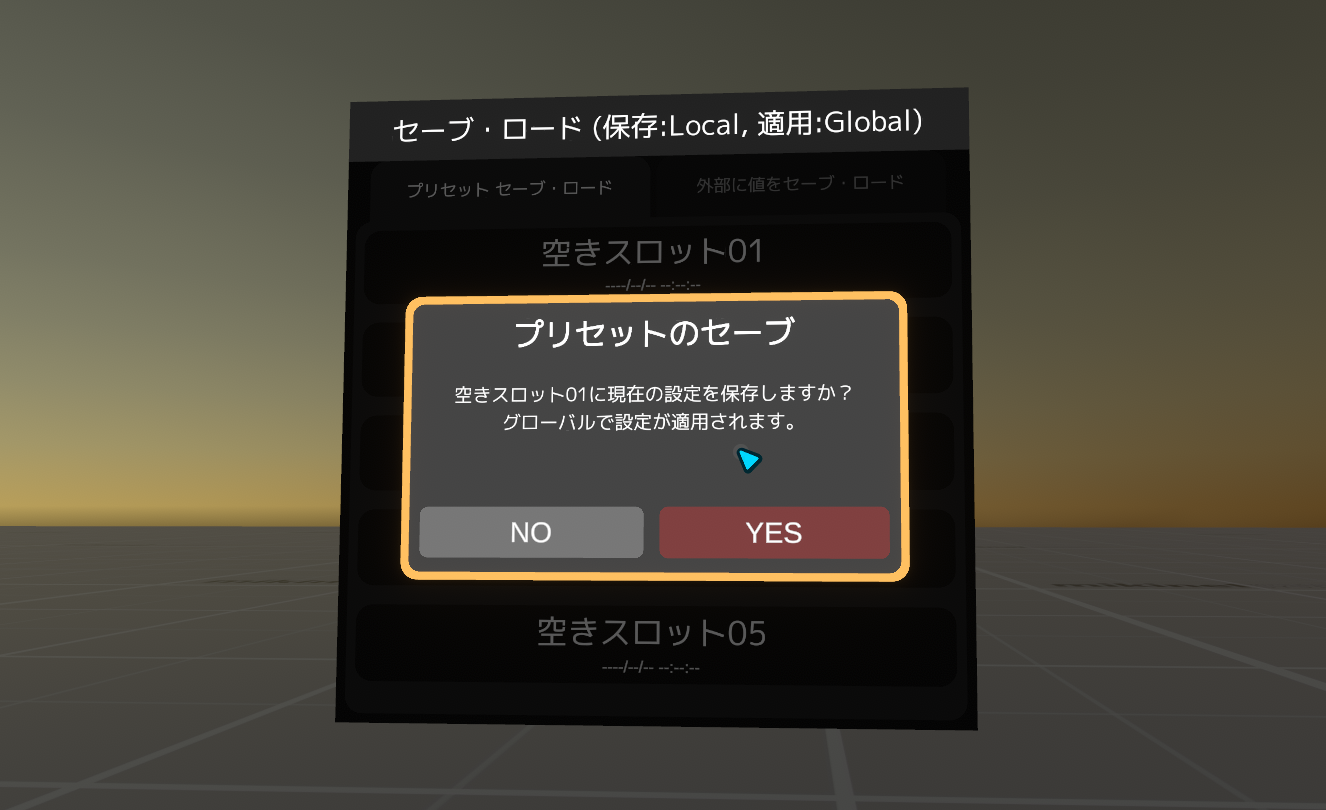 セーブ・ロード (保存:Local, 適用:Global)
プリセット セーブ・ロード
外部に値をセーブ・ロード
空きスロット01
----/--/-- --:--:--
プリセットのセーブ
空きスロット01に現在の設定を保存しますか？
グローバルで設定が適用されます。
NO
YES
空きスロット05
----/--/-- --:--:--